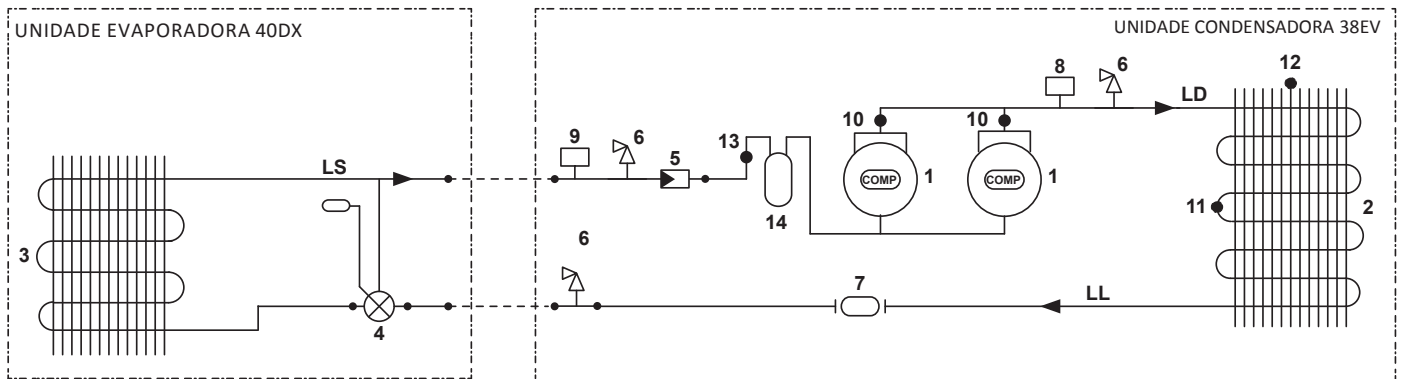 UNIDADE EVAPORADORA 40DX
UNIDADE CONDENSADORA 38EV
12
8
6
LD
10
10
9
6
13
5
LS
COMP
1
COMP
1
14
11
2
3
6
7
LL
4